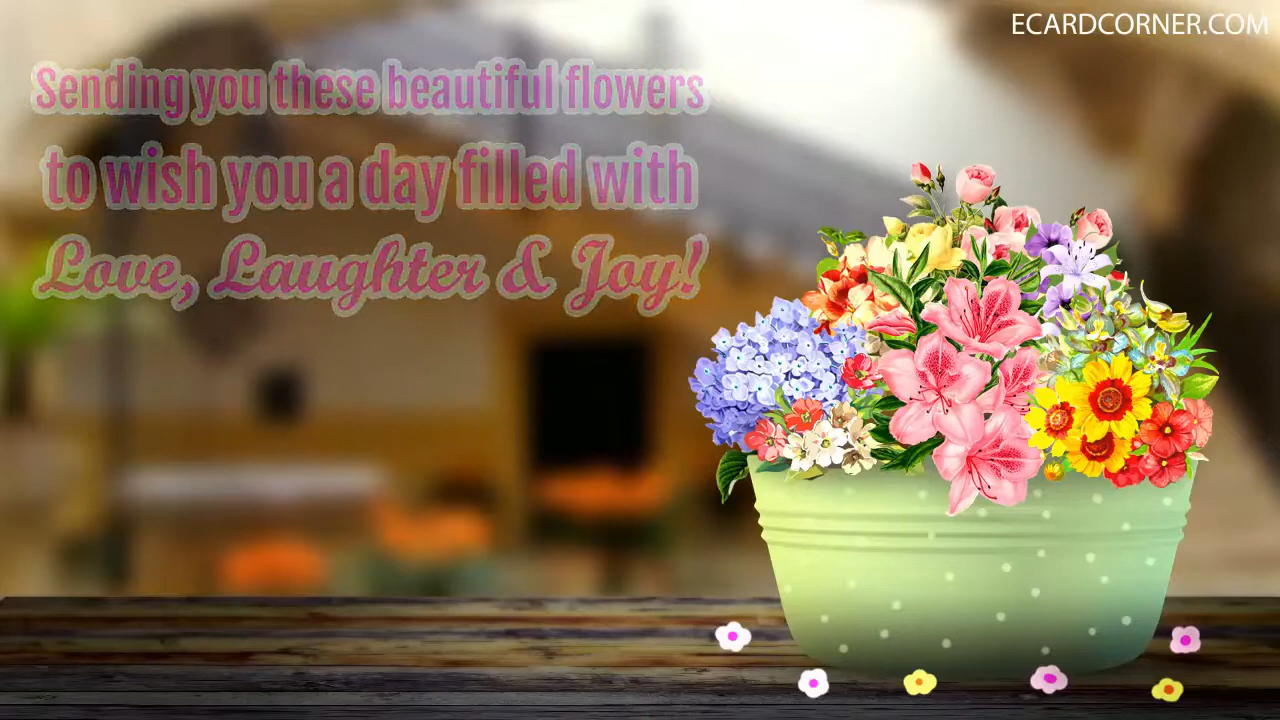 ECARDCORNER.COM
Sending you these beautiful flowers
to wish you a day filled with
Love, Laughter & Joy!